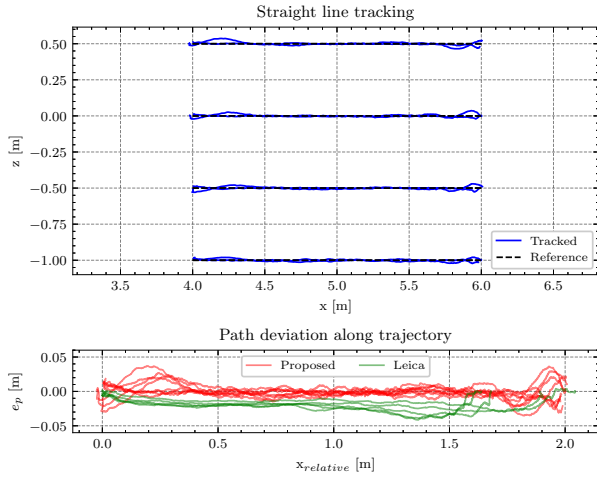 Straight line tracking
0.50
0.25
0.00
−0.25
−0.50
−0.75
−1.00
z [m]
3.5 4.0 4.5 5.0 5.5 6.0 6.5
x [m]
Tracked
Reference
Path deviation along trajectory
0.05
0.00
−0.05
e_p [m]
Proposed Leica
0.0 0.5 1.0 1.5 2.0
x_relative [m]